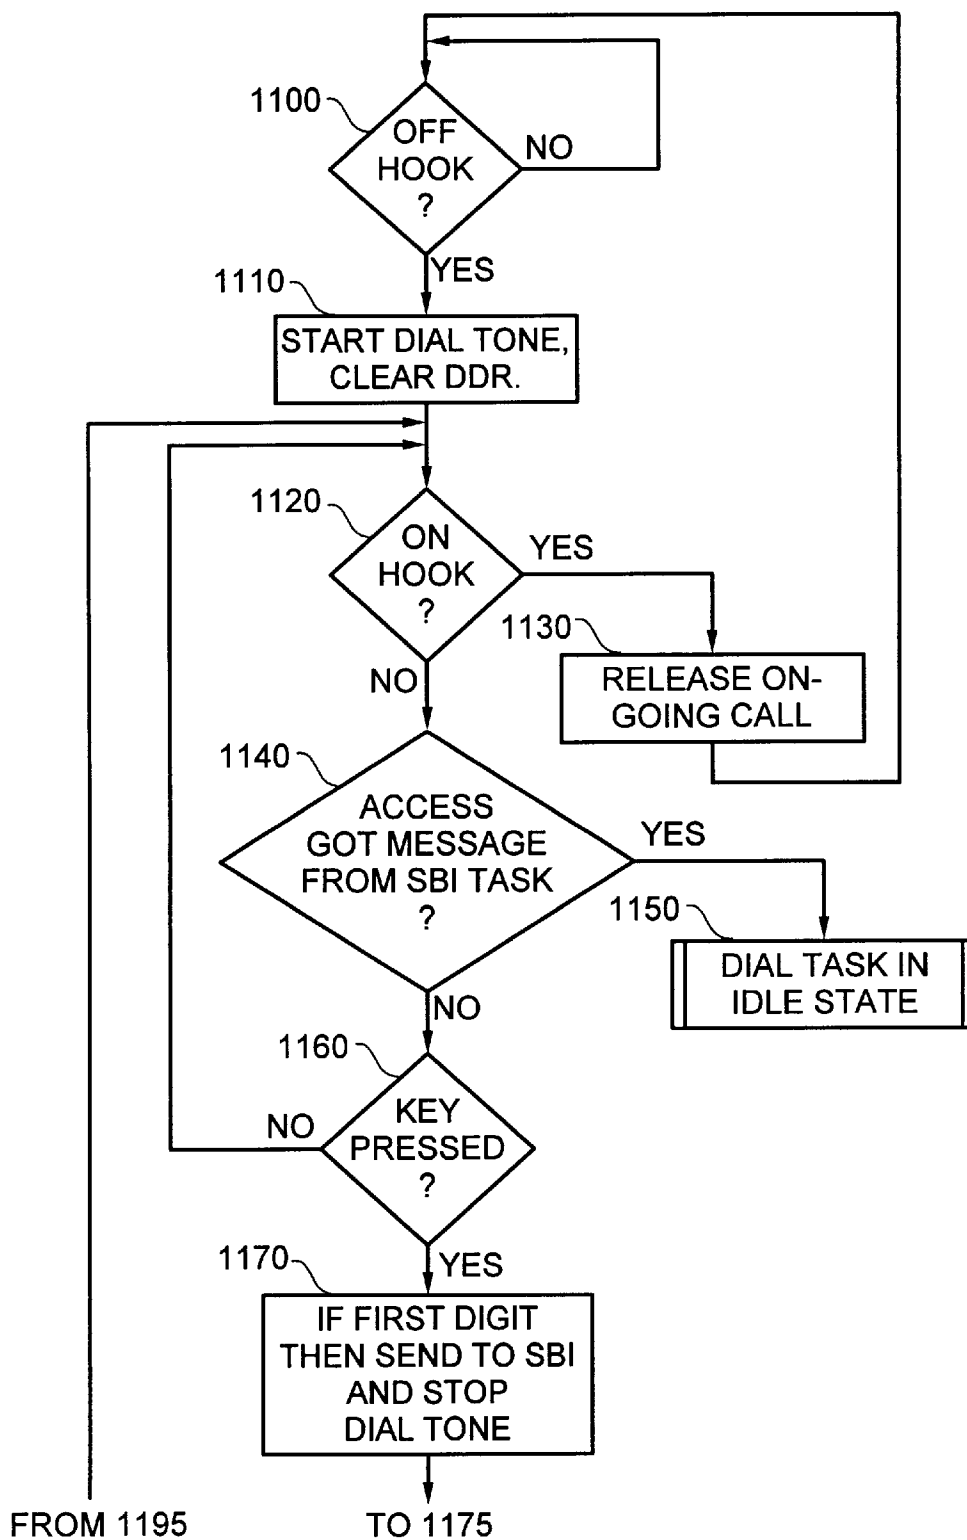 1100
OFF
HOOK
?
NO
YES
1110
START DIAL TONE,
CLEAR DDR.
1120
ON
HOOK
?
YES
NO
1130
RELEASE ON-
GOING CALL
1140
ACCESS
GOT MESSAGE
FROM SBI TASK
?
YES
NO
1150
DIAL TASK IN
IDLE STATE
1160
KEY
PRESSED
?
NO
YES
1170
IF FIRST DIGIT
THEN SEND TO SBI
AND STOP
DIAL TONE
FROM 1195
TO 1175